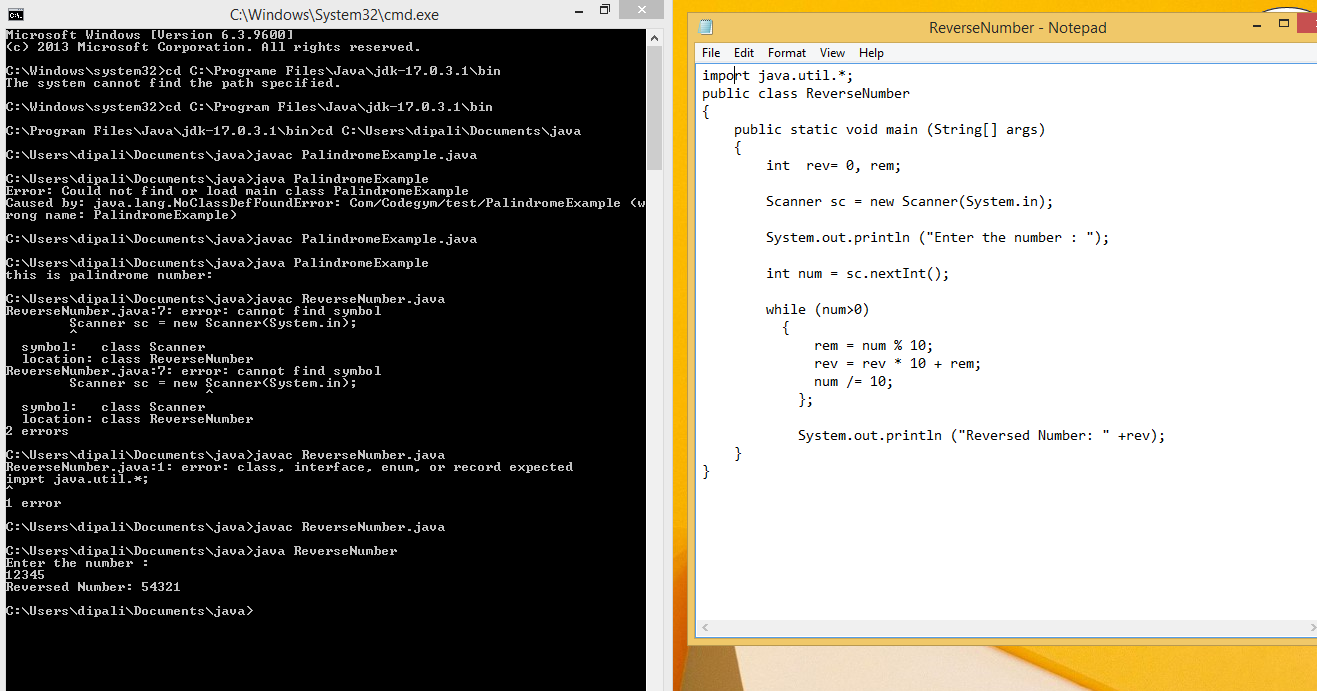 C:\Windows\System32\cmd.exe
Microsoft Windows [Version 6.3.9600]
(c) 2013 Microsoft Corporation. All rights reserved.
C:\Windows\system32>cd C:\Programe Files\Java\jdk-17.0.3.1\bin
The system cannot find the path specified.
C:\Windows\system32>cd C:\Program Files\Java\jdk-17.0.3.1\bin
C:\Program Files\Java\jdk-17.0.3.1\bin>cd C:\Users\dipali\Documents\java
C:\Users\dipali\Documents\java>javac PalindromeExample.java
C:\Users\dipali\Documents\java>java PalindromeExample
Error: Could not find or load main class PalindromeExample
Caused by: java.lang.NoClassDefFoundError: Com/Codegym/test/PalindromeExample (w
rong name: PalindromeExample)
C:\Users\dipali\Documents\java>javac PalindromeExample.java
C:\Users\dipali\Documents\java>java PalindromeExample
this is palindrome number:
C:\Users\dipali\Documents\java>javac ReverseNumber.java
ReverseNumber.java:7: error: cannot find symbol
Scanner sc = new Scanner(System.in);
^
symbol:   class Scanner
location: class ReverseNumber
ReverseNumber.java:7: error: cannot find symbol
Scanner sc = new Scanner(System.in);
^
symbol:   class Scanner
location: class ReverseNumber
2 errors
C:\Users\dipali\Documents\java>javac ReverseNumber.java
ReverseNumber.java:1: error: class, interface, enum, or record expected
imprt java.util.*;
^
1 error
C:\Users\dipali\Documents\java>javac ReverseNumber.java
C:\Users\dipali\Documents\java>java ReverseNumber
Enter the number :
12345
Reversed Number: 54321
C:\Users\dipali\Documents\java>
ReverseNumber - Notepad
File Edit Format View Help
import java.util.*;
public class ReverseNumber
{
public static void main (String[] args)
{
int  rev= 0, rem;
Scanner sc = new Scanner(System.in);
System.out.println ("Enter the number : ");
int num = sc.nextInt();
while (num>0)
{
rem = num % 10;
rev = rev * 10 + rem;
num /= 10;
};
System.out.println ("Reversed Number: " +rev);
}
}